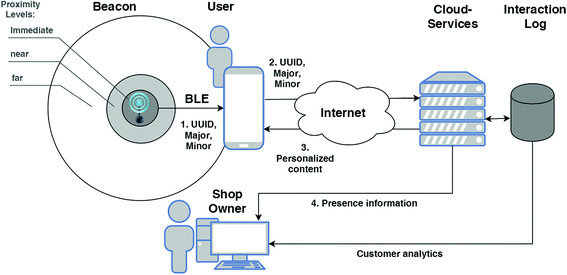 Proximity
Levels:
Immediate
near
far
Beacon
BLE
1. UUID,
Major,
Minor
User
2. UUID,
Major,
Minor
Internet
3.
Personalized
content
Cloud-
Services
Interaction
Log
Shop
Owner
4. Presence information
Customer analytics